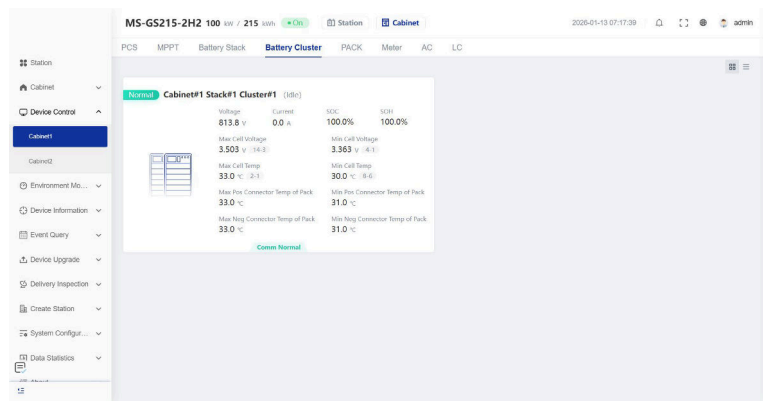 MS-GS215-2H2 100 kW / 215 kWh On Station Cabinet 2026-01-13 07:17:39 admin
PCS MPPT Battery Stack Battery Cluster PACK Meter AC LC
Station
Cabinet
Device Control
Cabinet1
Cabinet2
Environment Mo...
Device Information
Event Query
Device Upgrade
Delivery Inspection
Create Station
System Configur...
Data Statistics
About
Normal Cabinet#1 Stack#1 Cluster#1 (Idle)
Voltage Current SOC SOH
813.8 V 0.0 A 100.0% 100.0%
Max Cell Voltage Min Cell Voltage
3.503 V 14-3 3.363 V 4-1
Max Cell Temp Min Cell Temp
33.0 ℃ 2-1 30.0 ℃ 8-6
Max Pos Connector Temp of Pack Min Pos Connector Temp of Pack
33.0 ℃ 31.0 ℃
Max Neg Connector Temp of Pack Min Neg Connector Temp of Pack
33.0 ℃ 31.0 ℃
Comm Normal